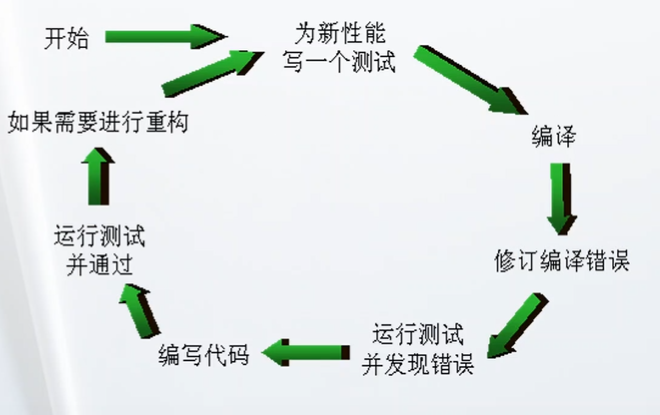 开始
为新性能
写一个测试
编译
修订编译错误
运行测试
并发现错误
编写代码
运行测试
并通过
如果需要进行重构